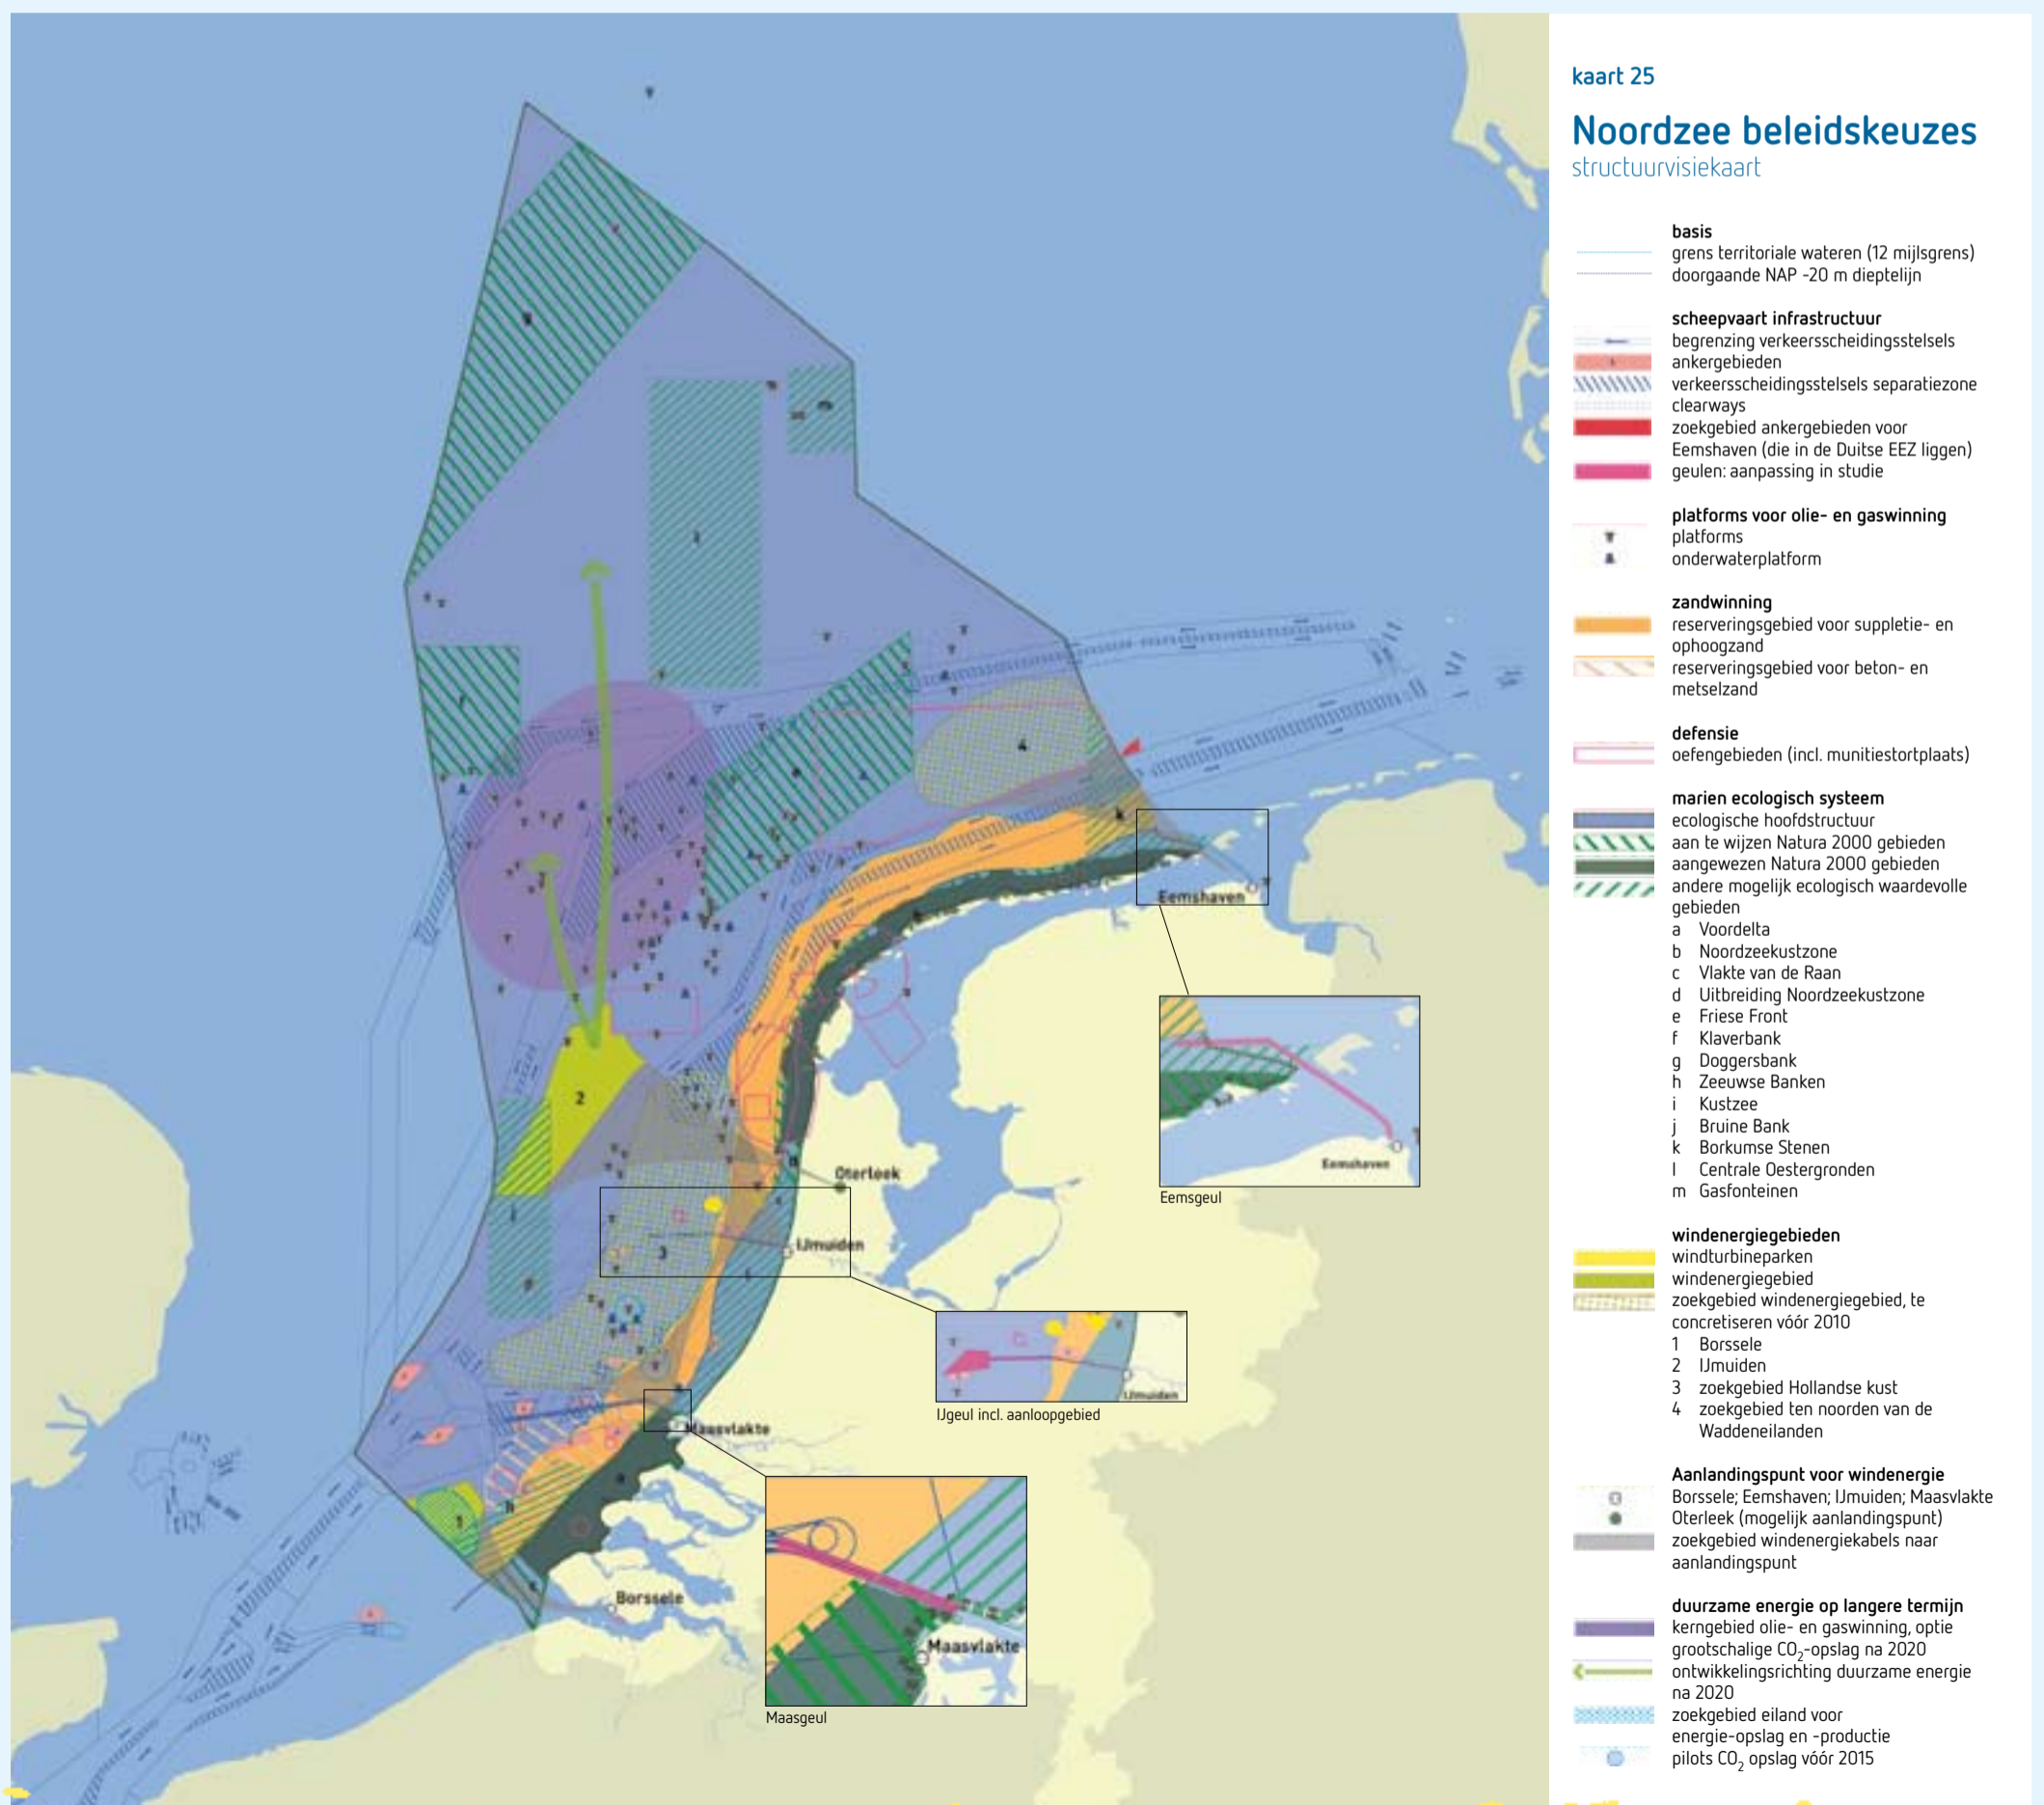 kaart 25
Noordzee beleidskeuzes
structuurvisiekaart
basis
grens territoriale wateren (12 mijlsgrens)
doorgaande NAP -20 m dieptelijn
scheepvaart infrastructuur
begrenzing verkeersscheidingsstelsels
ankergebieden
verkeersscheidingsstelsels separatiezone
clearways
zoekgebied ankergebieden voor
Eemshaven (die in de Duitse EEZ liggen)
geulen: aanpassing in studie
platforms voor olie- en gaswinning
platforms
onderwaterplatform
zandwinning
reserveringsgebied voor suppletie- en
ophoogzand
reserveringsgebied voor beton- en
metselzand
defensie
oefengebieden (incl. munitiestortplaats)
marien ecologisch systeem
ecologische hoofdstructuur
aan te wijzen Natura 2000 gebieden
aangewezen Natura 2000 gebieden
andere mogelijk ecologisch waardevolle
gebieden
a Voordelta
b Noordzeekustzone
c Vlakte van de Raan
d Uitbreiding Noordzeekustzone
e Friese Front
f Klaverbank
g Doggersbank
h Zeeuwse Banken
i Kustzee
j Bruine Bank
k Borkumse Stenen
l Centrale Oestergronden
m Gasfonteinen
windenergiegebieden
windturbineparken
windenergiegebied
zoekgebied windenergiegebied, te
concretiseren vóór 2010
1 Borssele
2 IJmuiden
3 zoekgebied Hollandse kust
4 zoekgebied ten noorden van de
Waddeneilanden
Aanlandingspunt voor windenergie
Borssele; Eemshaven; IJmuiden; Maasvlakte
Oterleek (mogelijk aanlandingspunt)
zoekgebied windenergiekabels naar
aanlandingspunt
duurzame energie op langere termijn
kerngebied olie- en gaswinning, optie
grootschalige CO2-opslag na 2020
ontwikkelingsrichting duurzame energie
na 2020
zoekgebied eiland voor
energie-opslag en -productie
pilots CO2 opslag vóór 2015
4
k
Eemshaven
2
Oterleek
3
IJmuiden
Eemshaven
Eemsgeul
IJmuiden
IJgeul incl. aanloopgebied
Maasvlakte
h
1
Borssele
Maasvlakte
Maasgeul